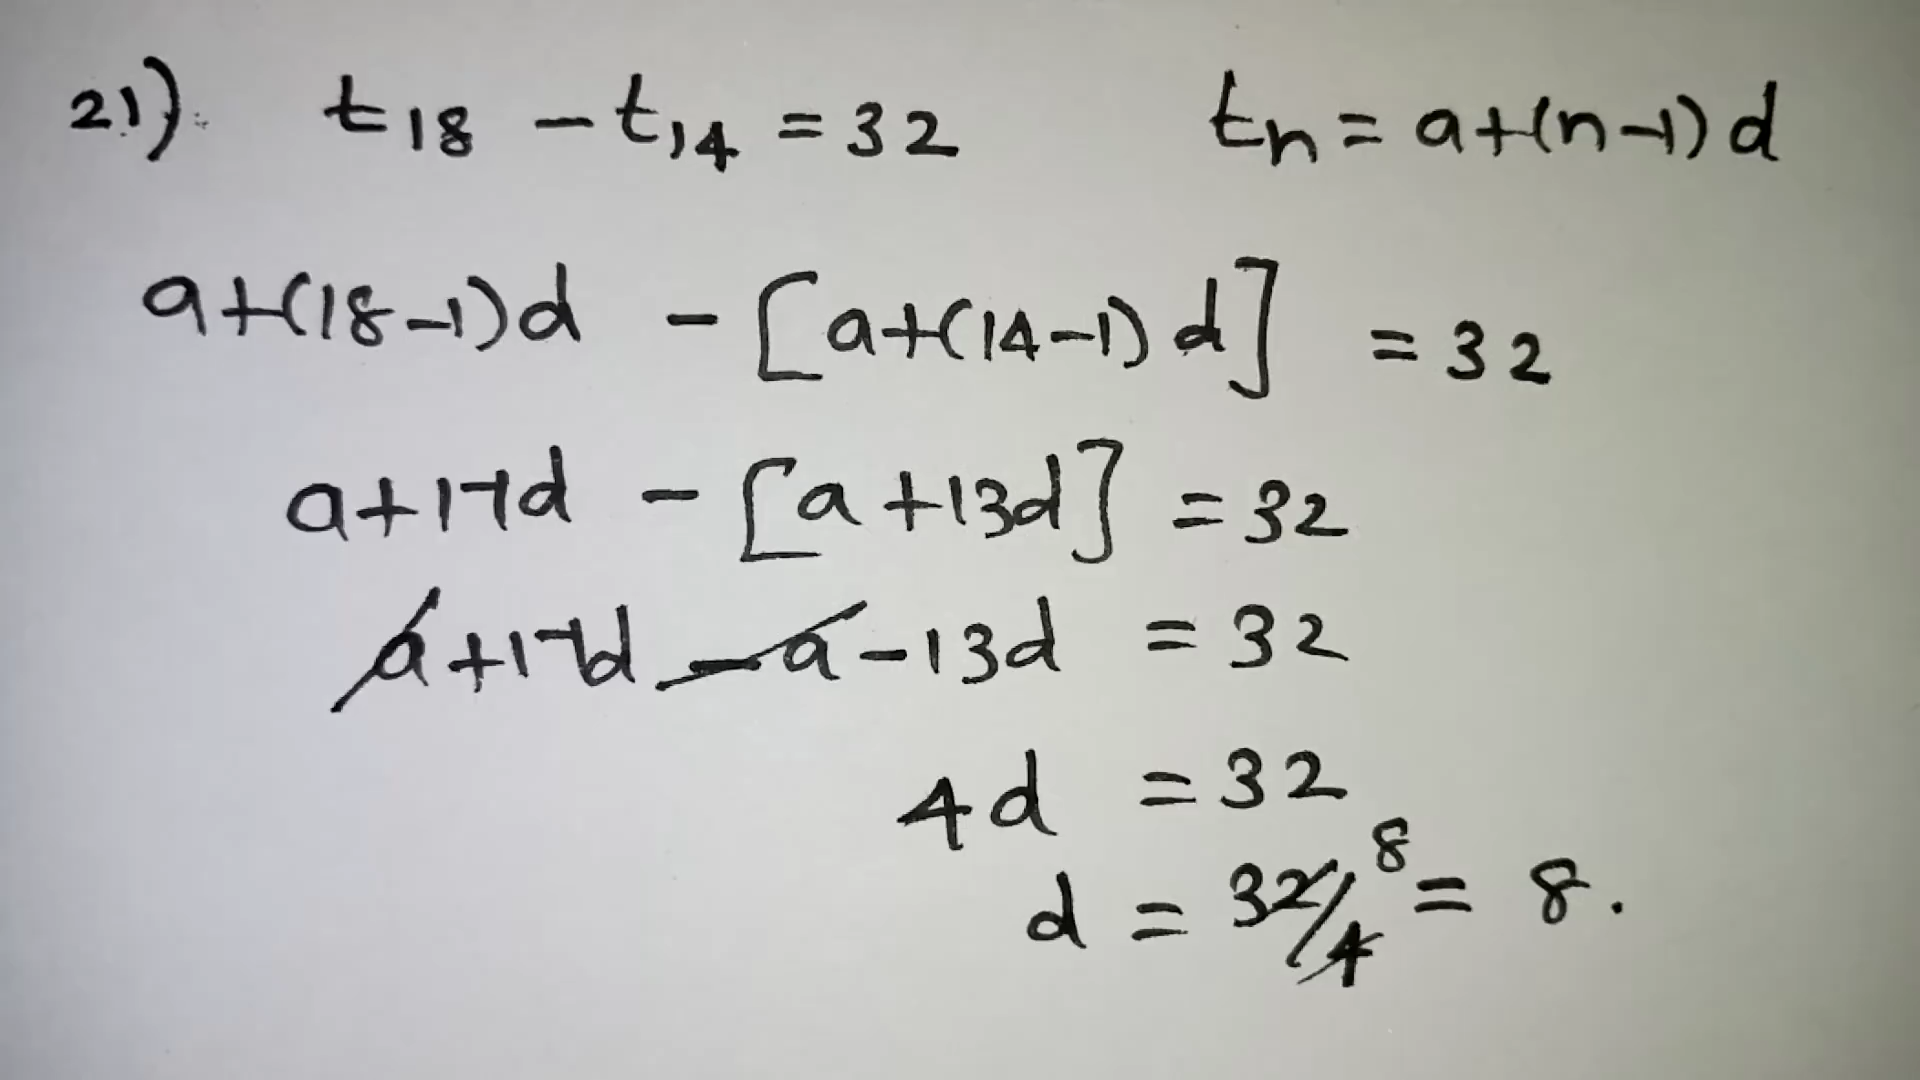 21) t₁₈ - t₁₄ = 32 tₙ = a+(n-1)d
a+(18-1)d - [a+(14-1)d] = 32
a+17d - [a+13d] = 32
a+17d - a - 13d = 32
4d = 32
d = 32/4 8 = 8.